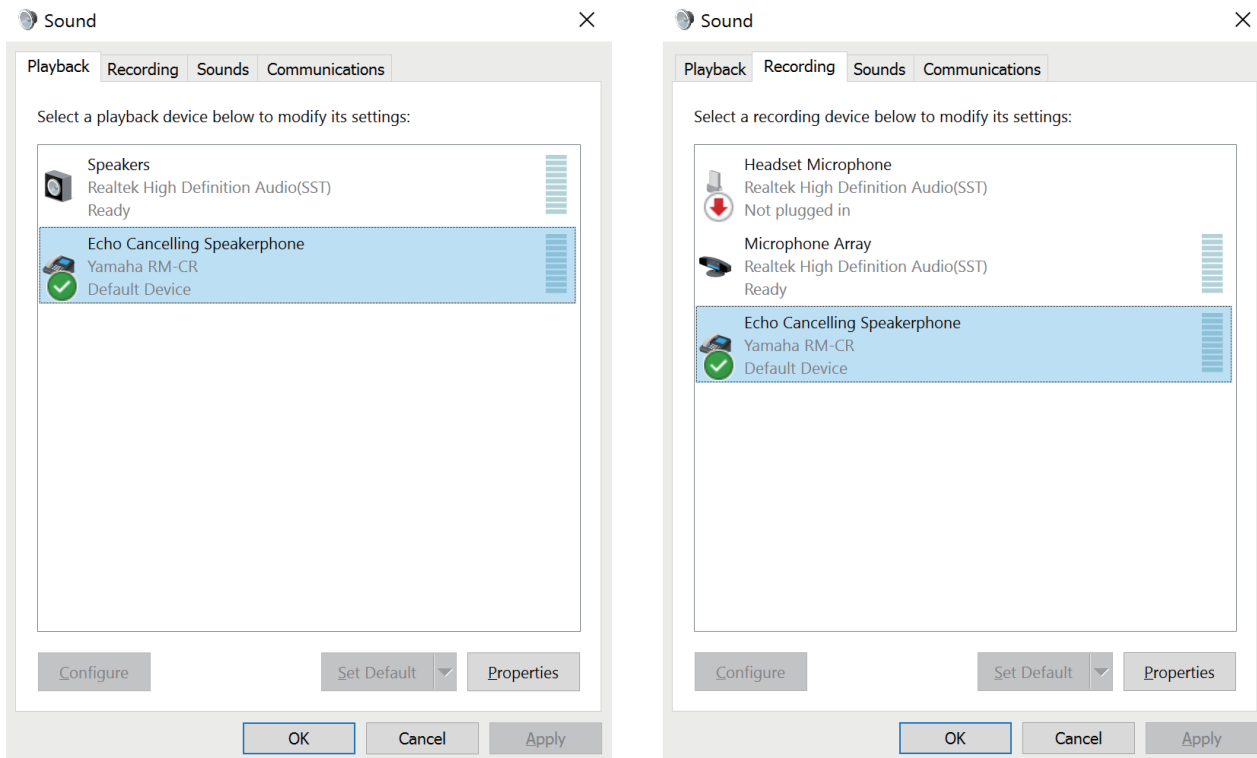 Sound
Playback Recording Sounds Communications
Select a playback device below to modify its settings:
Speakers
Realtek High Definition Audio(SST)
Ready
Echo Cancelling Speakerphone
Yamaha RM-CR
Default Device
Configure Set Default Properties
OK Cancel Apply
Sound
Playback Recording Sounds Communications
Select a recording device below to modify its settings:
Headset Microphone
Realtek High Definition Audio(SST)
Not plugged in
Microphone Array
Realtek High Definition Audio(SST)
Ready
Echo Cancelling Speakerphone
Yamaha RM-CR
Default Device
Configure Set Default Properties
OK Cancel Apply